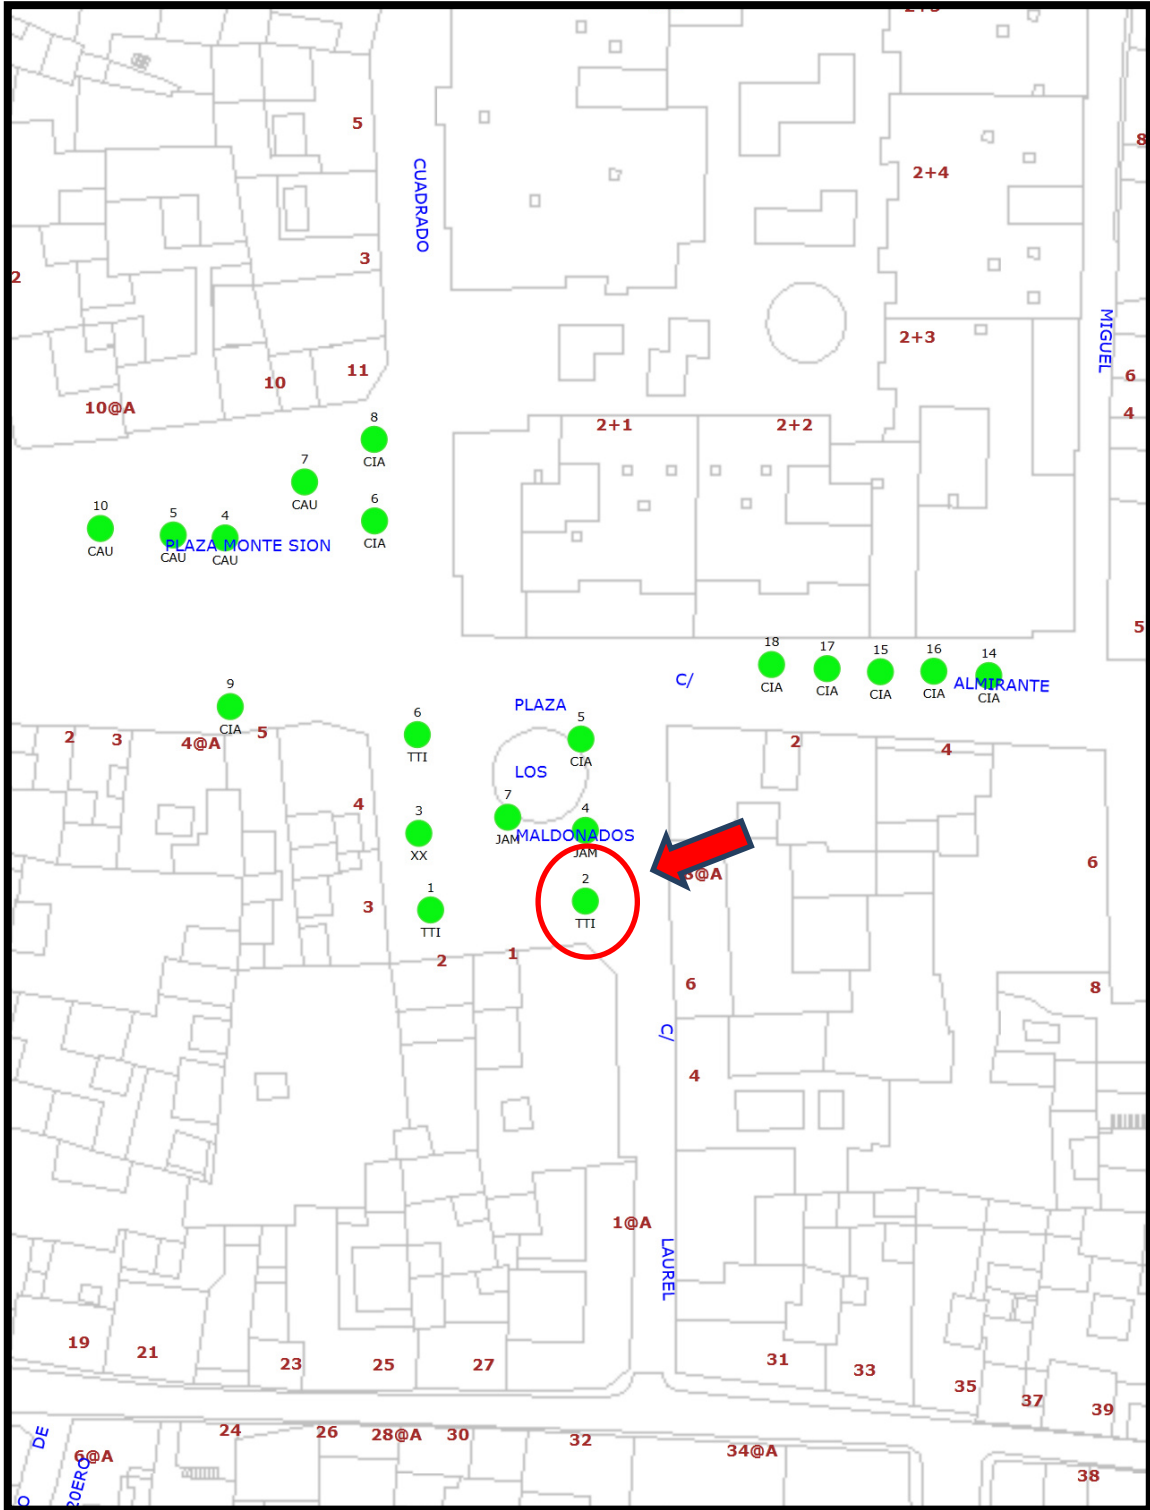 5
CUADRADO
8
2+4
3
2
2+3
MIGUEL
6
11
10
10@A
4
2+1
2+2
8
CIA
7
CAU
6
CIA
10
CAU
5
CAU
4
CAU
PLAZA MONTE SION
5
18
CIA
17
CIA
15
CIA
16
CIA
14
CIA
ALMIRANTE
C/
9
CIA
PLAZA
LOS
MALDONADOS
2
3
4@A
5
6
TTI
5
CIA
2
4
4
3
XX
7
JAM
4
JAM
6
3@A
2
TTI
1
TTI
3
2
1
6
8
C/
4
1@A
LAUREL
19
21
23
25
27
31
33
35
37
39
24
26
28@A
30
32
34@A
38
DE
6@A
20ERO
O